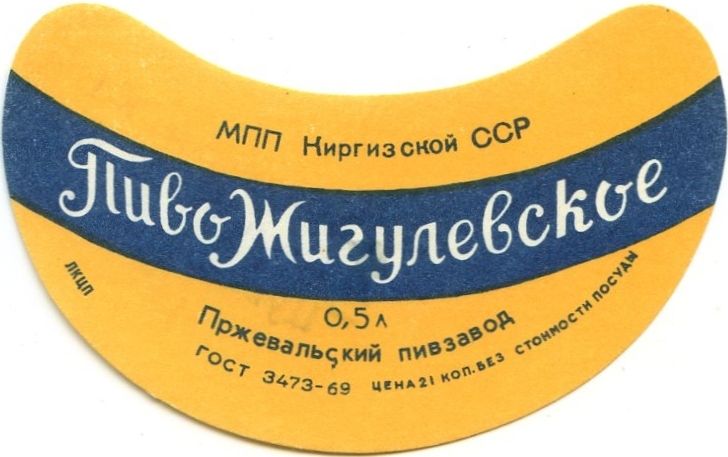 МПП Киргизской ССР
Пиво Жигулевское
ЛКЦП
0,5 л
Пржевальский пивзавод
ГОСТ 3473-69 ЦЕНА 21 КОП. БЕЗ СТОИМОСТИ ПОСУДЫ